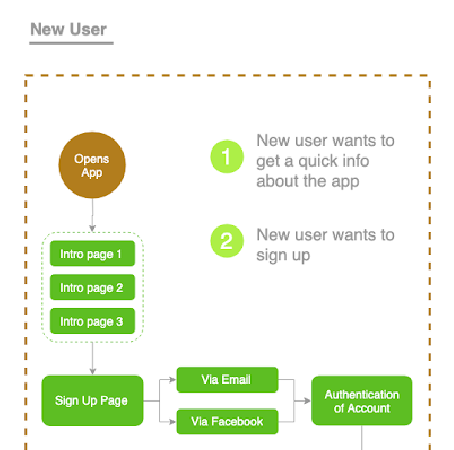 New User
Opens
App
1
New user wants to
get a quick info
about the app
2
New user wants to
sign up
Intro page 1
Intro page 2
Intro page 3
Sign Up Page
Via Email
Via Facebook
Authentication
of Account